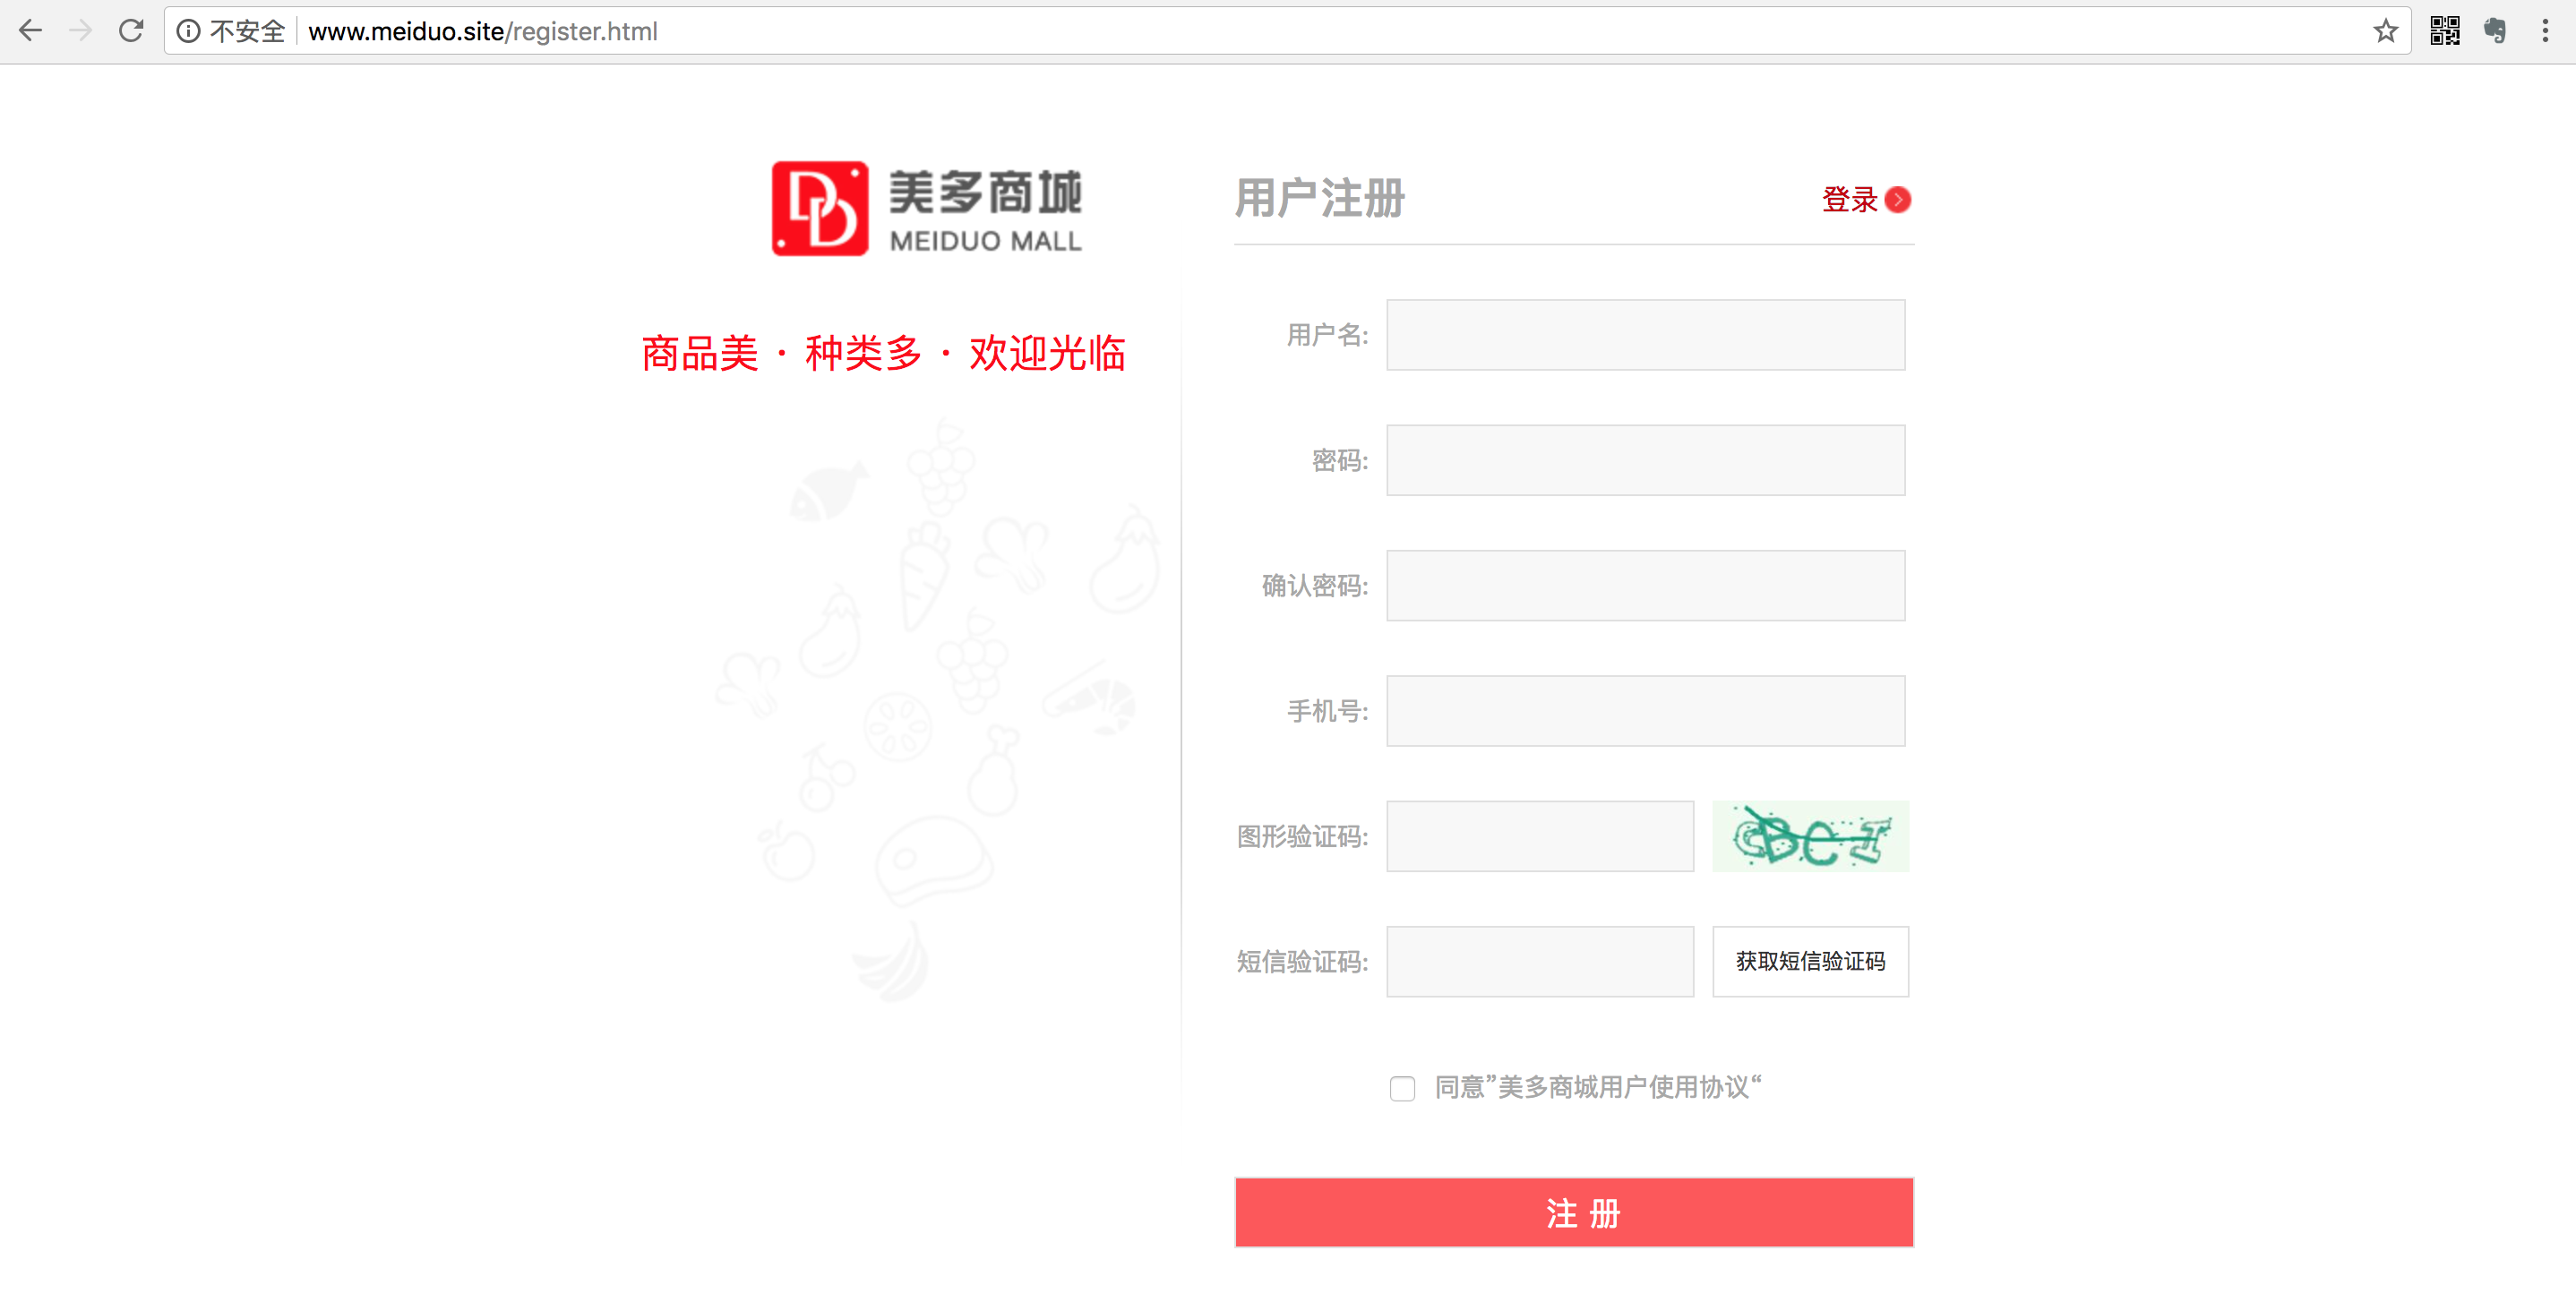 不安全 www.meiduo.site/register.html
美多商城
MEIDUO MALL
商品美 · 种类多 · 欢迎光临
用户注册 登录
用户名:
密码:
确认密码:
手机号:
图形验证码:
短信验证码: 获取短信验证码
同意”美多商城用户使用协议“
注 册